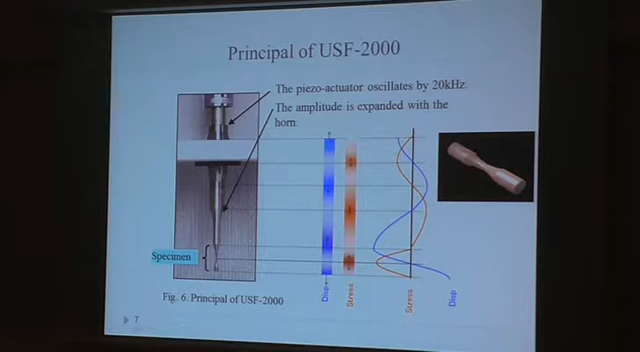 Principal of USF-2000
The piezo-actuator oscillates by 20kHz.
The amplitude is expanded with the
horn.
Specimen
Disp
Stress
Stress
Disp
Fig. 6. Principal of USF-2000
7